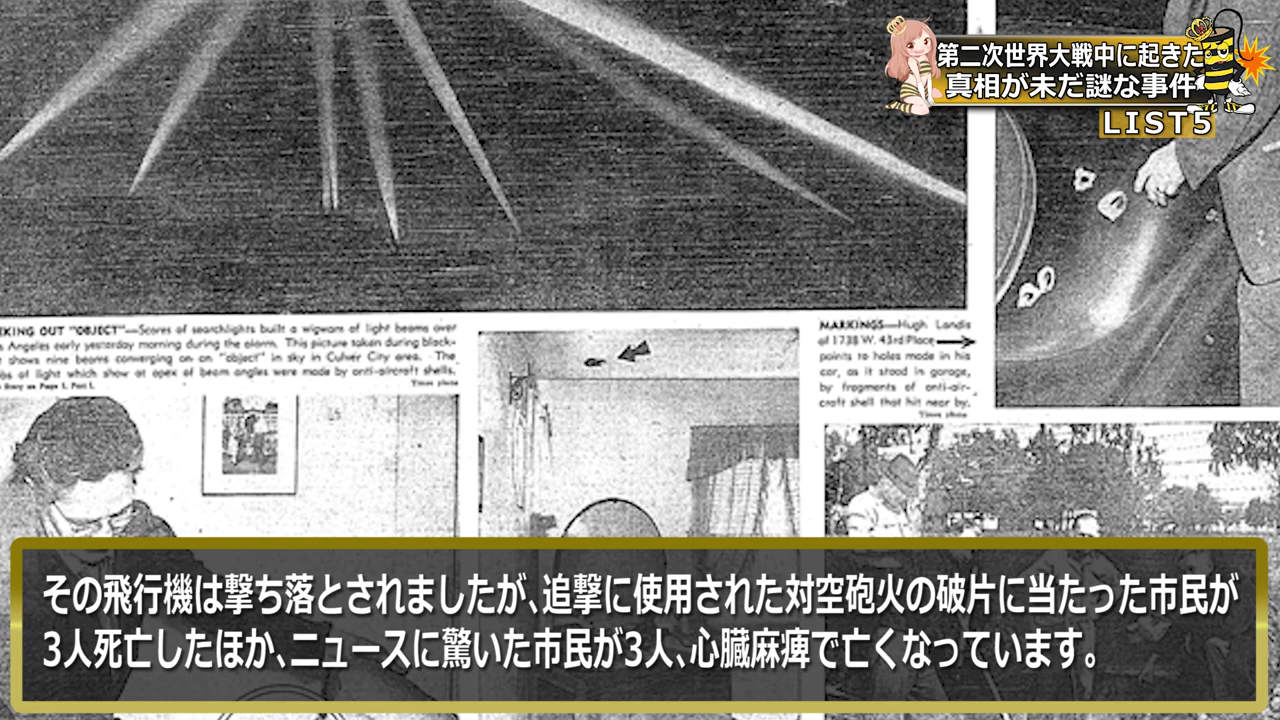 第二次世界大戦中に起きた
真相が未だ謎な事件
LIST5
KING OUT "OBJECT"—Scores of searchlights built a wigwam of light beams over
Angeles early yesterday morning during the alarm. This picture taken during black-
shows nine beams converging on an "object" in sky in Culver City area. The
of light which show at apex of beam angles were made by anti-aircraft shells.
Story on Page 1, Part I.
Times photo
MARKINGS—Hugh Landis
of 1738 W. 43rd Place
points to holes made in his
car, as it stood in garage,
by fragments of anti-air-
craft shell that hit near by.
Times photo
その飛行機は撃ち落とされましたが、追撃に使用された対空砲火の破片に当たった市民が
3人死亡したほか、ニュースに驚いた市民が3人、心臓麻痺で亡くなっています。